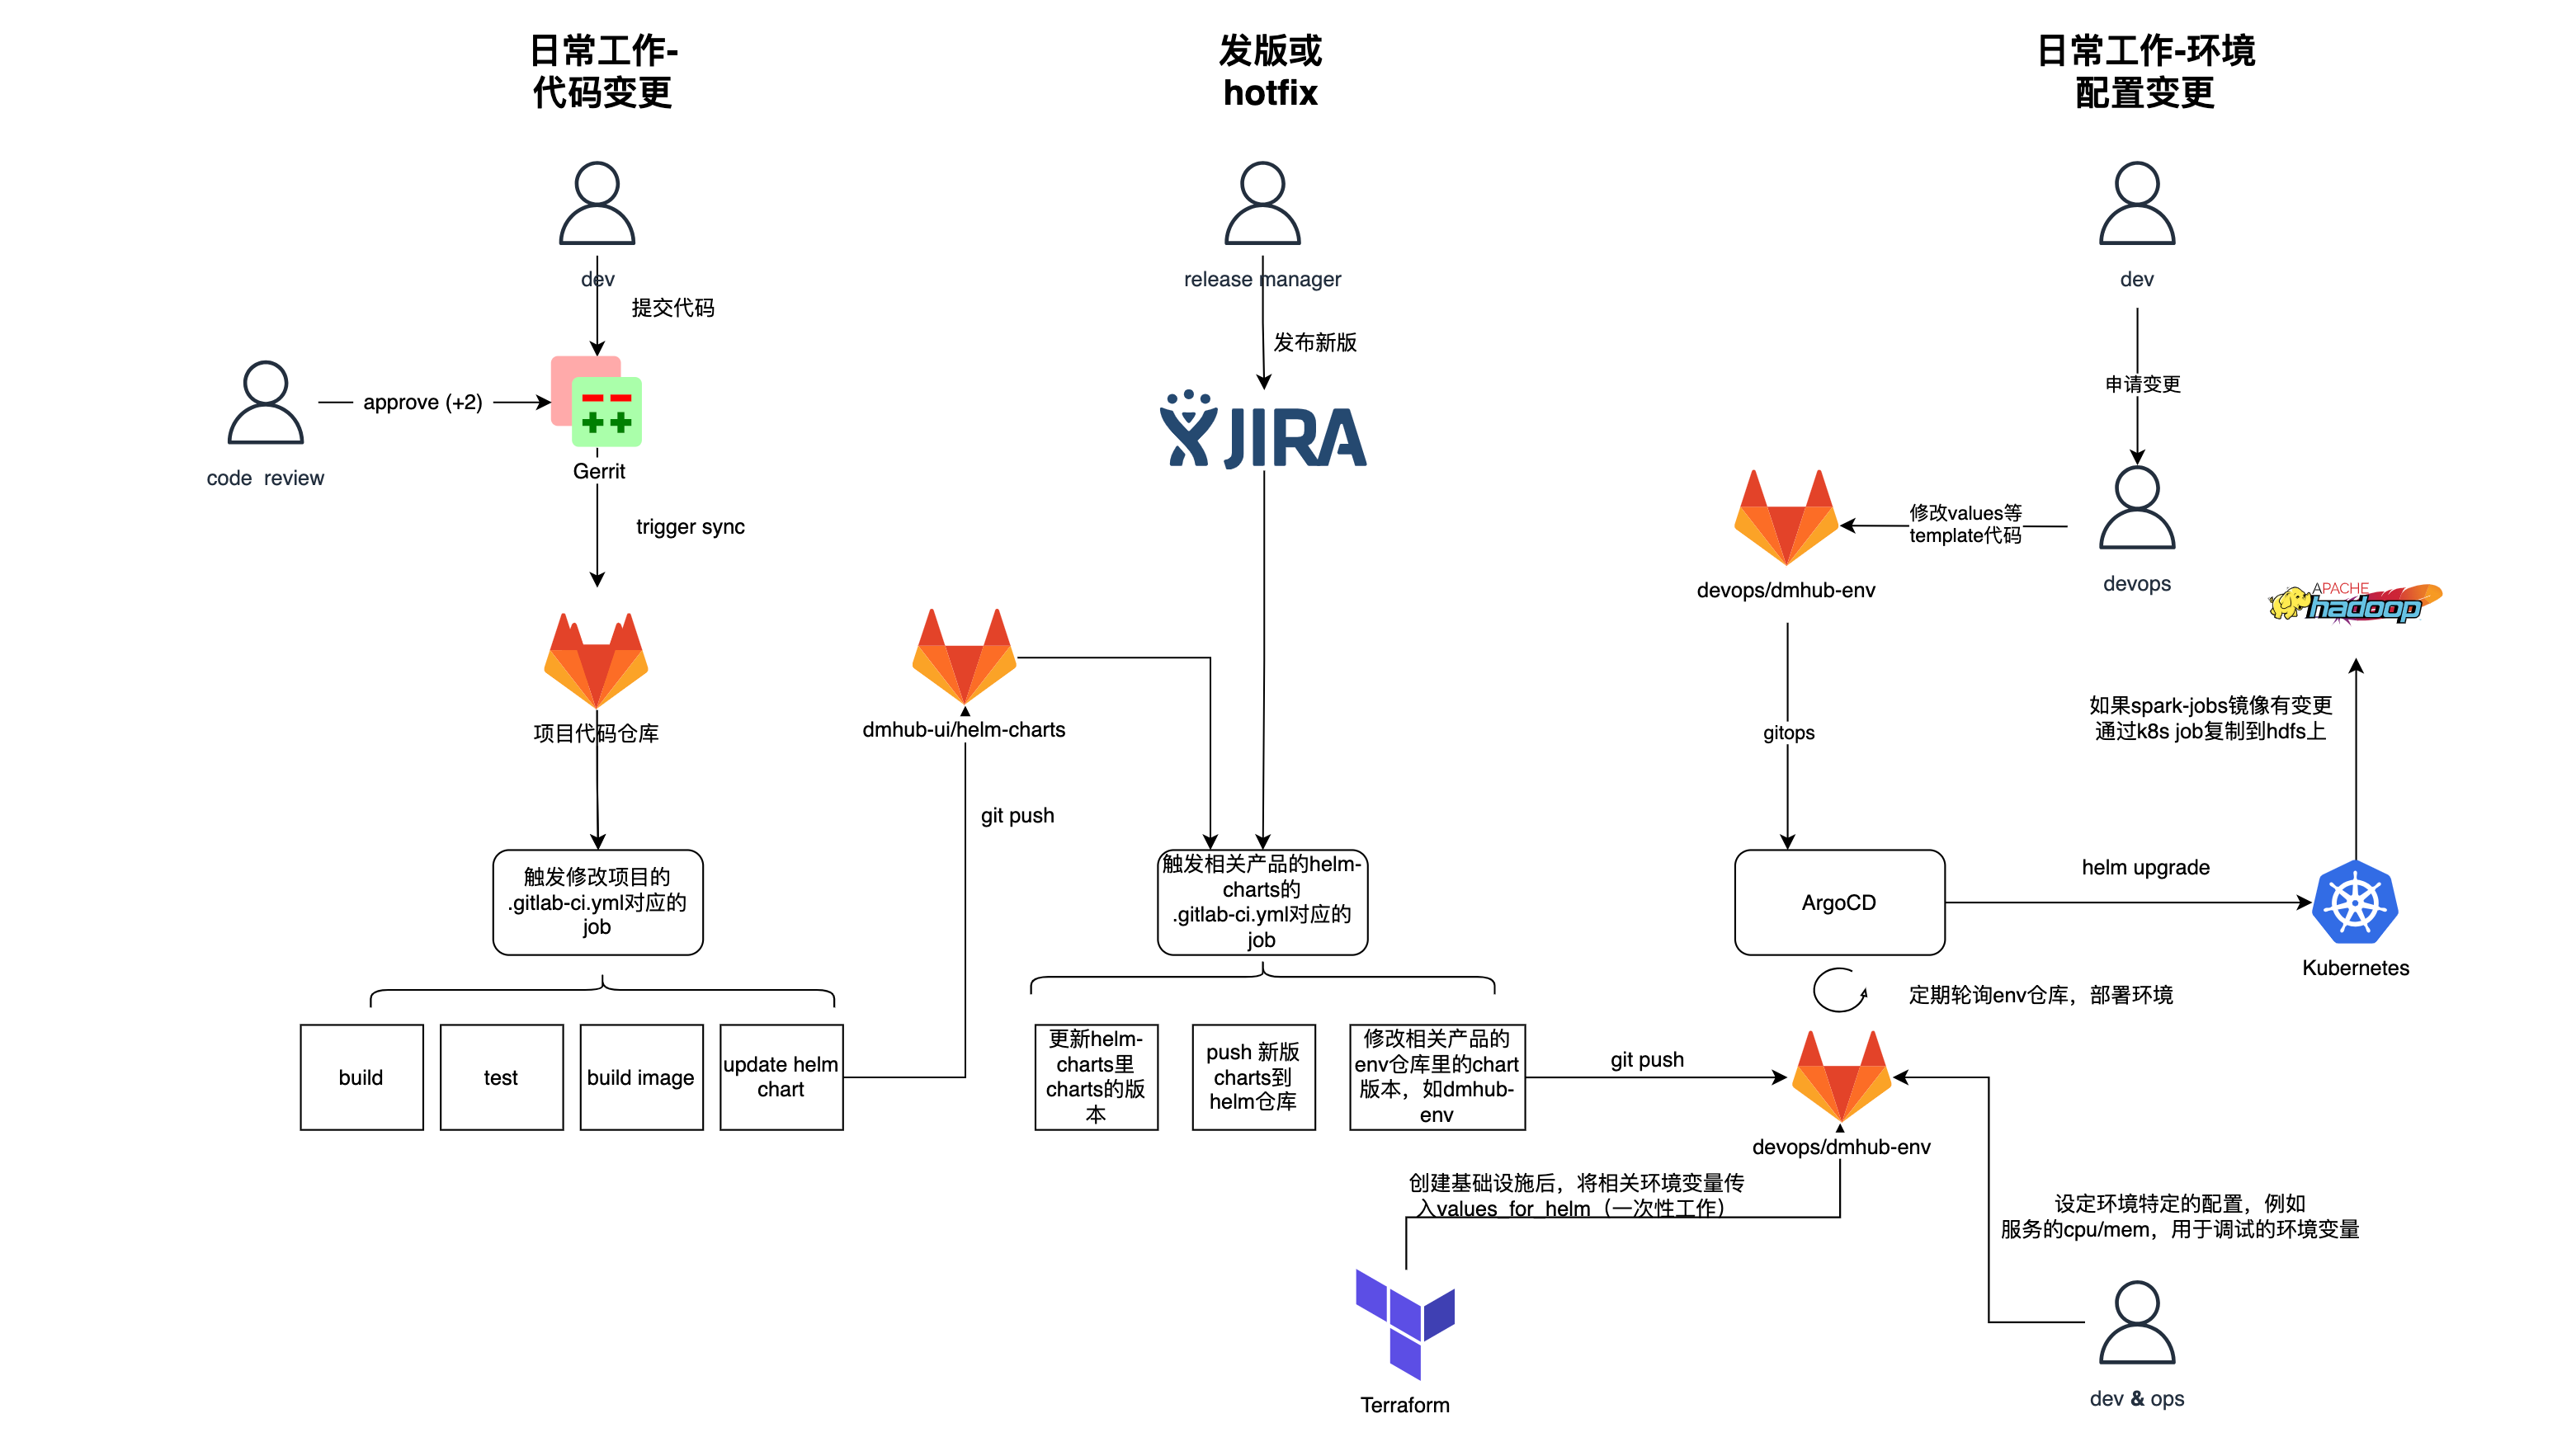 日常工作-
代码变更
发版或
hotfix
日常工作-环境
配置变更
dev
提交代码
code  review
approve (+2)
Gerrit
trigger sync
项目代码仓库
触发修改项目的
.gitlab-ci.yml对应的
job
build
test
build image
update helm
chart
git push
dmhub-ui/helm-charts
release manager
发布新版
JIRA
触发相关产品的helm-
charts的
.gitlab-ci.yml对应的
job
更新helm-
charts里
charts的版
本
push 新版
charts到
helm仓库
修改相关产品的
env仓库里的chart
版本，如dmhub-
env
git push
dev
申请变更
devops
修改values等
template代码
devops/dmhub-env
gitops
ArgoCD
helm upgrade
Kubernetes
如果spark-jobs镜像有变更
通过k8s job复制到hdfs上
APACHE
hadoop
定期轮询env仓库，部署环境
devops/dmhub-env
创建基础设施后，将相关环境变量传
入values_for_helm（一次性工作）
Terraform
设定环境特定的配置，例如
服务的cpu/mem，用于调试的环境变量
dev & ops